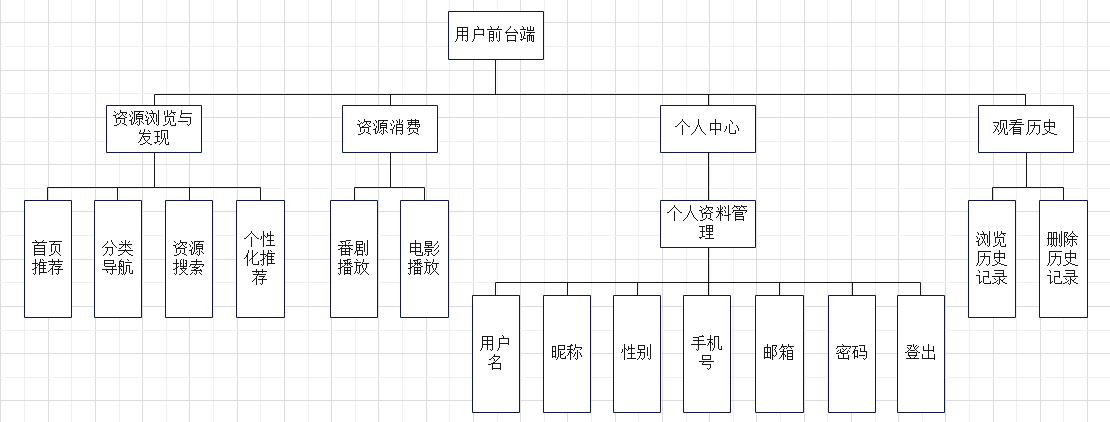 用户前台端
资源浏览与
发现
资源消费
个人中心
观看历史
首页
推荐
分类
导航
资源
搜索
个性
化推
荐
番剧
播放
电影
播放
个人资料管
理
浏览
历史
记录
删除
历史
记录
用户
名
昵称
性别
手机
号
邮箱
密码
登出